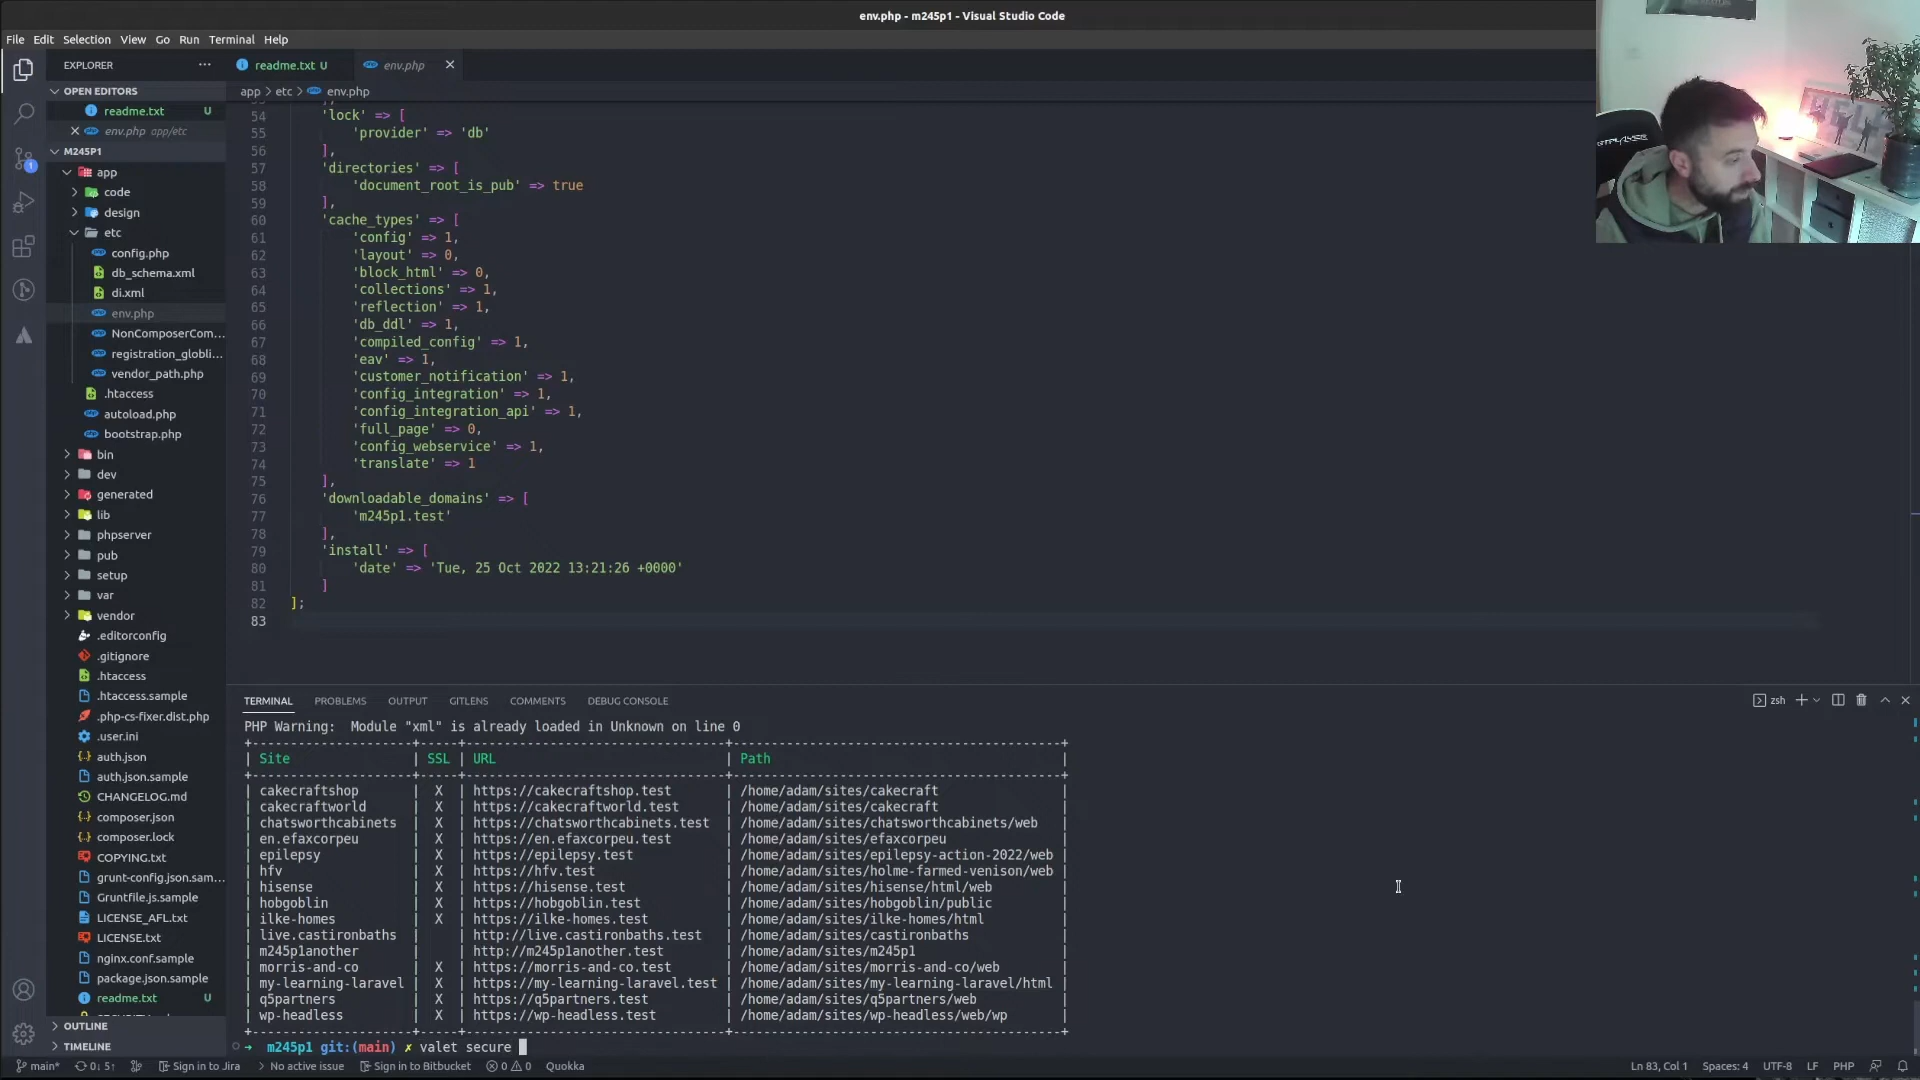 env.php - m245p1 - Visual Studio Code
File Edit Selection View Go Run Terminal Help
EXPLORER ···
readme.txt U
env.php
OPEN EDITORS
app etc env.php
readme.txt U
env.php app/etc
M245P1
app
code
design
etc
config.php
db_schema.xml
di.xml
env.php
NonComposerCom...
registration_globli...
vendor_path.php
.htaccess
autoload.php
bootstrap.php
bin
dev
generated
lib
phpserver
pub
setup
var
vendor
.editorconfig
.gitignore
.htaccess
.htaccess.sample
.php-cs-fixer.dist.php
.user.ini
auth.json
auth.json.sample
CHANGELOG.md
composer.json
composer.lock
COPYING.txt
grunt-config.json.sam...
Gruntfile.js.sample
LICENSE_AFL.txt
LICENSE.txt
nginx.conf.sample
package.json.sample
readme.txt U
OUTLINE
TIMELINE
54 'lock' => [
55 'provider' => 'db'
56 ],
57 'directories' => [
58 'document_root_is_pub' => true
59 ],
60 'cache_types' => [
61 'config' => 1,
62 'layout' => 0,
63 'block_html' => 0,
64 'collections' => 1,
65 'reflection' => 1,
66 'db_ddl' => 1,
67 'compiled_config' => 1,
68 'eav' => 1,
69 'customer_notification' => 1,
70 'config_integration' => 1,
71 'config_integration_api' => 1,
72 'full_page' => 0,
73 'config_webservice' => 1,
74 'translate' => 1
75 ],
76 'downloadable_domains' => [
77 'm245p1.test'
78 ],
79 'install' => [
80 'date' => 'Tue, 25 Oct 2022 13:21:26 +0000'
81 ]
82 ];
83
TERMINAL PROBLEMS OUTPUT GITLENS COMMENTS DEBUG CONSOLE
zsh
PHP Warning:  Module "xml" is already loaded in Unknown on line 0
| Site | SSL | URL | Path |
| cakecraftshop | X | https://cakecraftshop.test | /home/adam/sites/cakecraft |
| cakecraftworld | X | https://cakecraftworld.test | /home/adam/sites/cakecraft |
| chatsworthcabinets | X | https://chatsworthcabinets.test | /home/adam/sites/chatsworthcabinets/web |
| en.efaxcorpeu | X | https://en.efaxcorpeu.test | /home/adam/sites/efaxcorpeu |
| epilepsy | X | https://epilepsy.test | /home/adam/sites/epilepsy-action-2022/web |
| hfv | X | https://hfv.test | /home/adam/sites/holme-farmed-venison/web |
| hisense | X | https://hisense.test | /home/adam/sites/hisense/html/web |
| hobgoblin | X | https://hobgoblin.test | /home/adam/sites/hobgoblin/public |
| ilke-homes | X | https://ilke-homes.test | /home/adam/sites/ilke-homes/html |
| live.castironbaths | | http://live.castironbaths.test | /home/adam/sites/castironbaths |
| m245p1another | | http://m245p1another.test | /home/adam/sites/m245p1 |
| morris-and-co | X | https://morris-and-co.test | /home/adam/sites/morris-and-co/web |
| my-learning-laravel | X | https://my-learning-laravel.test | /home/adam/sites/my-learning-laravel/html |
| q5partners | X | https://q5partners.test | /home/adam/sites/q5partners/web |
| wp-headless | X | https://wp-headless.test | /home/adam/sites/wp-headless/web/wp |
→ m245p1 git:(main) ✗ valet secure
main* 0↓ 5↑ Sign in to Jira No active issue Sign in to Bitbucket 0 0 Quokka
Ln 83, Col 1 Spaces: 4 UTF-8 LF PHP